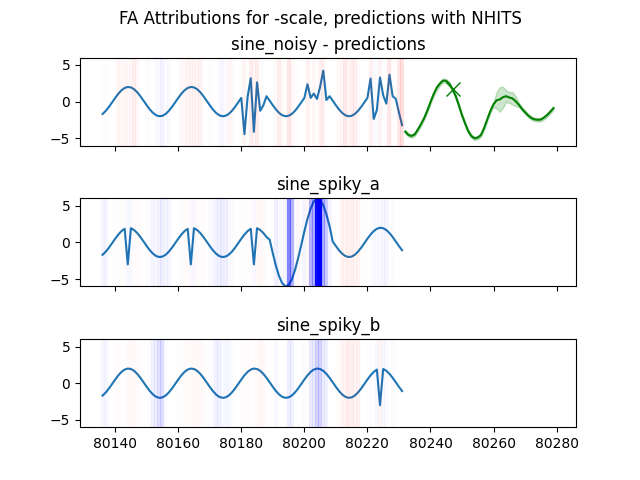 FA Attributions for -scale, predictions with NHITS
sine_noisy - predictions
5
0
−5
sine_spiky_a
5
0
−5
sine_spiky_b
5
0
−5
80140 80160 80180 80200 80220 80240 80260 80280